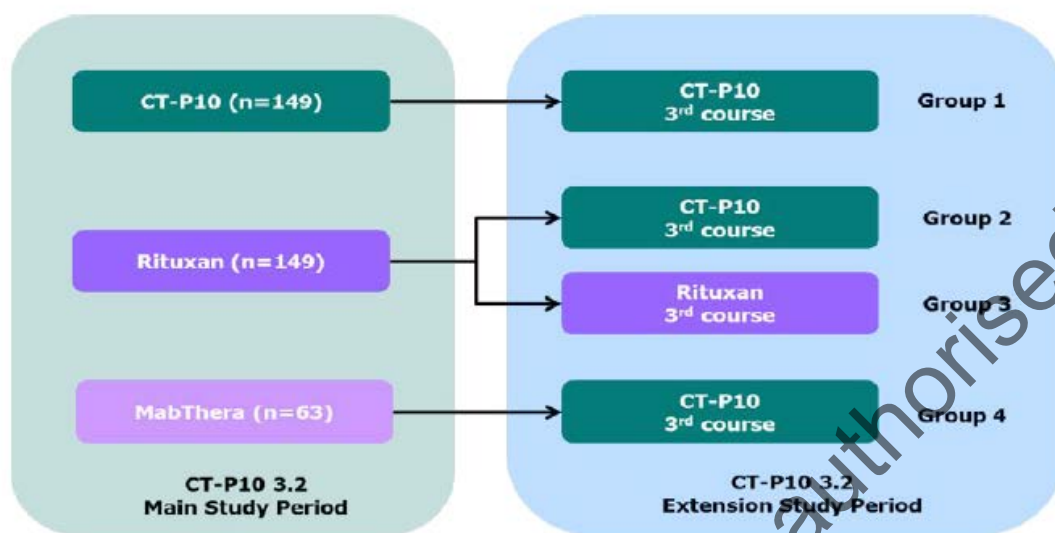 CT-P10 (n=149)
CT-P10
3rd course
Group 1
CT-P10
3rd course
Group 2
Rituxan (n=149)
Rituxan
3rd course
Group 3
MabThera (n=63)
CT-P10
3rd course
Group 4
CT-P10 3.2
Main Study Period
CT-P10 3.2
Extension Study Period
authorised